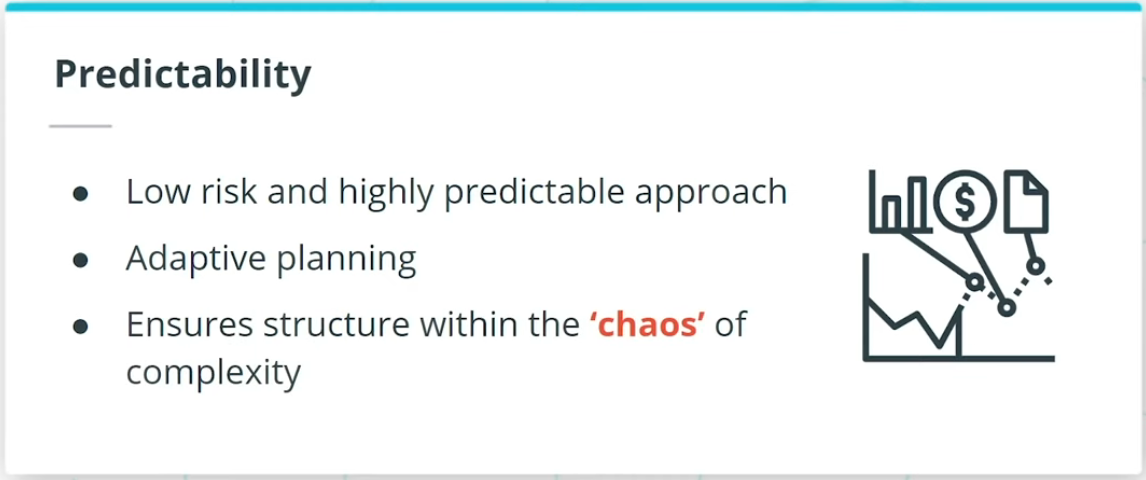 Predictability
● Low risk and highly predictable approach
● Adaptive planning
● Ensures structure within the ‘chaos’ of
complexity
$